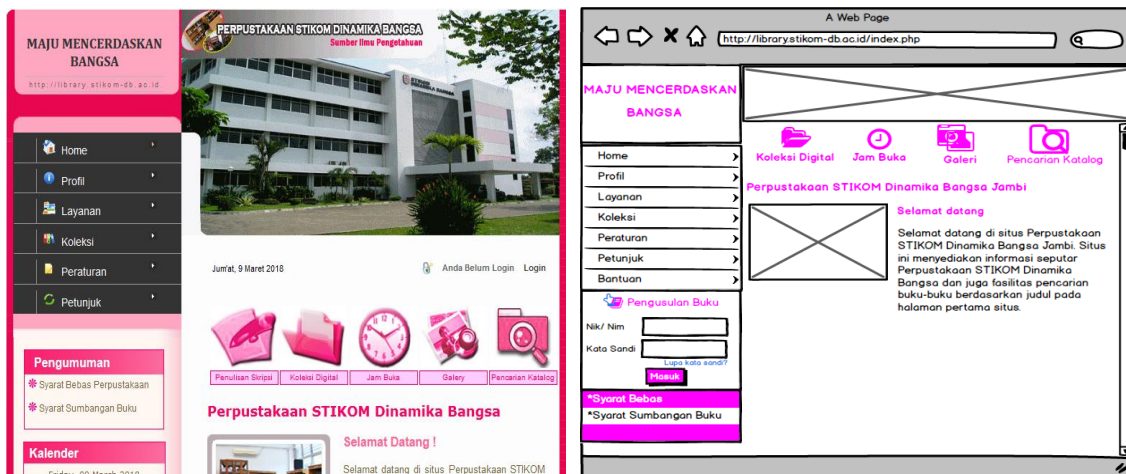 MAJU MENCERDASKAN
BANGSA
http://library.stikom-db.ac.id
PERPUSTAKAAN STIKOM DINAMIKA BANGSA
Sumber Ilmu Pengetahuan
Home
Profil
Layanan
Koleksi
Peraturan
Petunjuk
Pengumuman
Syarat Bebas Perpustakaan
Syarat Sumbangan Buku
Kalender
Friday, 09 March 2018
Jum'at, 9 Maret 2018
Anda Belum Login Login
Penulisan Skripsi
Koleksi Digital
Jam Buka
Galery
Pencarian Katalog
Perpustakaan STIKOM Dinamika Bangsa
Selamat Datang !
Selamat datang di situs Perpustakaan STIKOM
A Web Page
http://library.stikom-db.ac.id/index.php
MAJU MENCERDASKAN
BANGSA
Home
Profil
Layanan
Koleksi
Peraturan
Petunjuk
Bantuan
Pengusulan Buku
Nik/ Nim
Kata Sandi
Lupa kata sandi?
Masuk
*Syarat Bebas
*Syarat Sumbangan Buku
Koleksi Digital
Jam Buka
Galeri
Pencarian Katalog
Perpustakaan STIKOM Dinamika Bangsa Jambi
Selamat datang
Selamat datang di situs Perpustakaan
STIKOM Dinamika Bangsa Jambi. Situs
ini menyediakan informasi seputar
Perpustakaan STIKOM Dinamika
Bangsa dan juga fasilitas pencarian
buku-buku berdasarkan judul pada
halaman pertama situs.